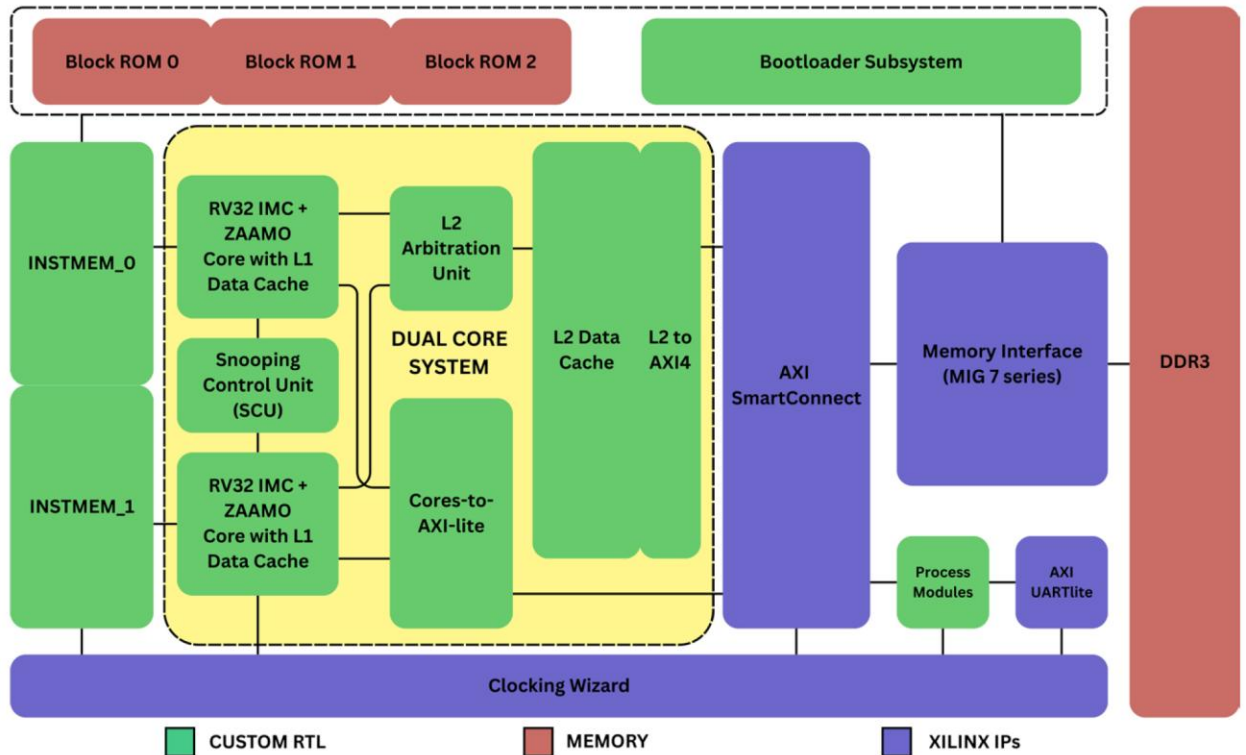 Block ROM 0
Block ROM 1
Block ROM 2
Bootloader Subsystem
INSTMEM_0
RV32 IMC +
ZAAMO
Core with L1
Data Cache
L2
Arbitration
Unit
DUAL CORE
SYSTEM
Snooping
Control Unit
(SCU)
L2 Data
Cache
L2 to
AXI4
AXI
SmartConnect
Memory Interface
(MIG 7 series)
DDR3
INSTMEM_1
RV32 IMC +
ZAAMO
Core with L1
Data Cache
Cores-to-
AXI-lite
Process
Modules
AXI
UARTlite
Clocking Wizard
CUSTOM RTL
MEMORY
XILINX IPs